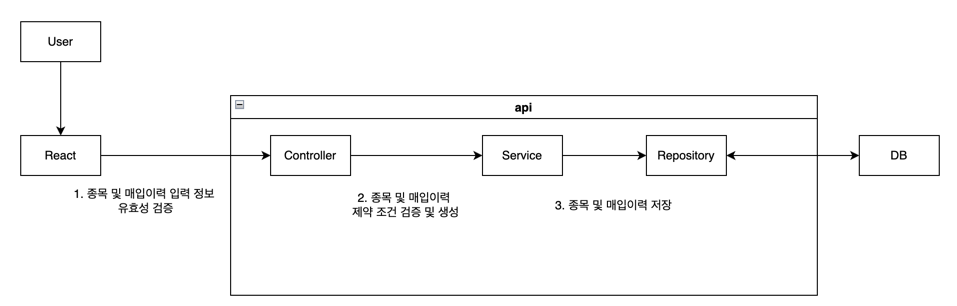 User
api
React
Controller
Service
Repository
DB
1. 종목 및 매입이력 입력 정보
유효성 검증
2. 종목 및 매입이력
제약 조건 검증 및 생성
3. 종목 및 매입이력 저장